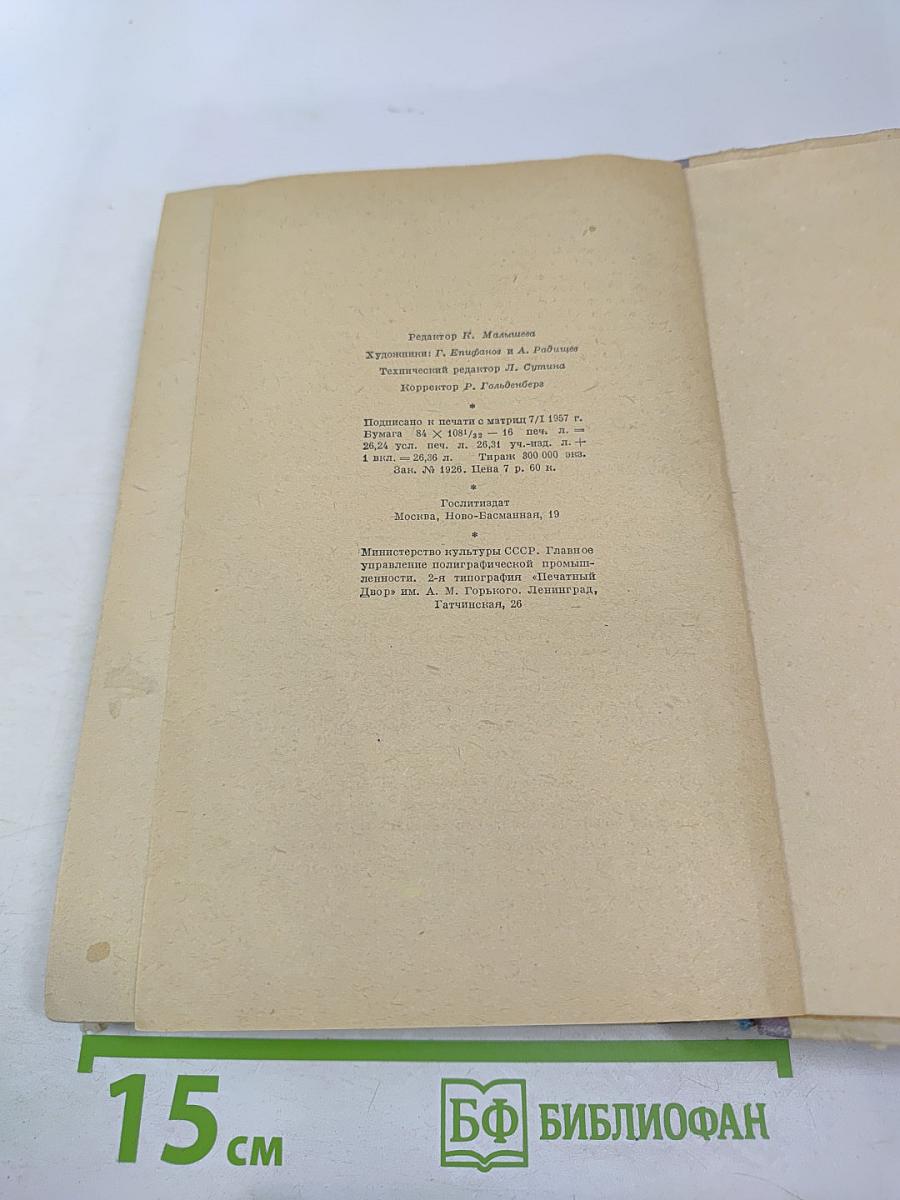 Редактор К. Малышева
Художники: Г. Епифанов и А. Радищев
Технический редактор Л. Сутина
Корректор Р. Гольденберг
*
Подписано к печати с матриц 7/I 1957 г.
Бумага 84 × 108 1/32 — 16 печ. л. =
26,24 усл. печ. л. 26,31 уч.-изд. л. +
1 вкл. = 26,36 л. Тираж 300 000 экз.
Зак. № 1926. Цена 7 р. 60 к.
*
Гослитиздат
Москва, Ново-Басманная, 19
*
Министерство культуры СССР. Главное
управление полиграфической промыш-
ленности. 2-я типография «Печатный
Двор» им. А. М. Горького. Ленинград,
Гатчинская, 26
15 см
БФ БИБЛИОФАН